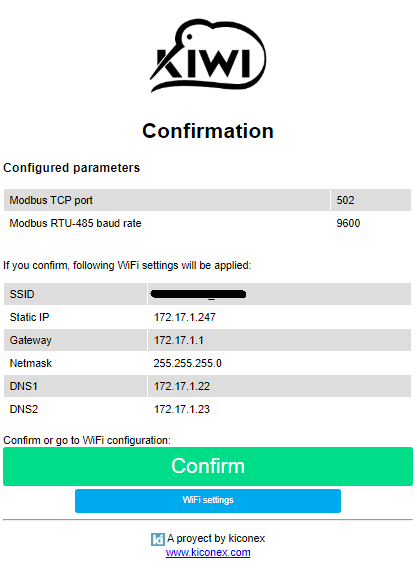 KIWI
Confirmation
Configured parameters
Modbus TCP port 502
Modbus RTU-485 baud rate 9600
If you confirm, following WiFi settings will be applied:
SSID
Static IP 172.17.1.247
Gateway 172.17.1.1
Netmask 255.255.255.0
DNS1 172.17.1.22
DNS2 172.17.1.23
Confirm or go to WiFi configuration:
Confirm
WiFi settings
ki A proyect by kiconex
www.kiconex.com